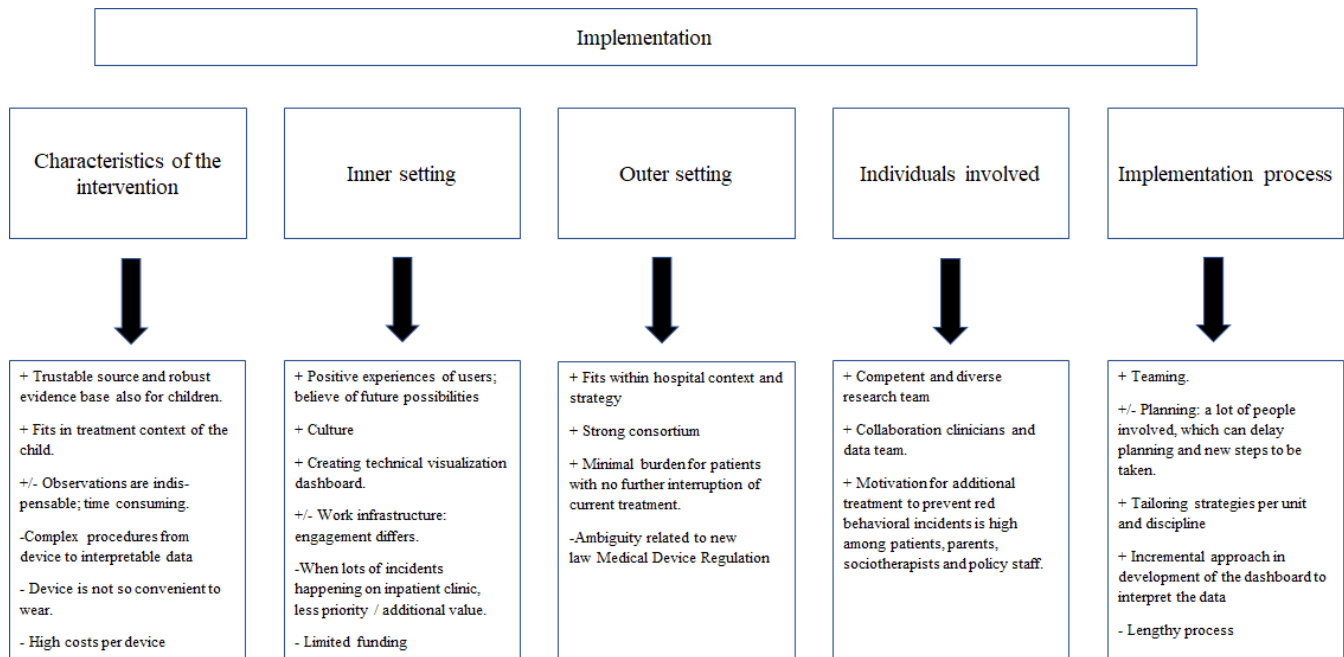 Implementation
Characteristics of the
intervention
Inner setting
Outer setting
Individuals involved
Implementation process
+ Trustable source and robust
evidence base also for children.
+ Fits in treatment context of the
child.
+/- Observations are indis-
pensable; time consuming.
-Complex procedures from
device to interpretable data
- Device is not so convenient to
wear.
- High costs per device
+ Positive experiences of users;
believe of future possibilities
+ Culture
+ Creating technical visualization
dashboard.
+/- Work infrastructure:
engagement differs.
-When lots of incidents
happening on inpatient clinic,
less priority / additional value.
- Limited funding
+ Fits within hospital context and
strategy
+ Strong consortium
+ Minimal burden for patients
with no further interruption of
current treatment.
-Ambiguity related to new
law Medical Device Regulation
+ Competent and diverse
research team
+ Collaboration clinicians and
data team.
+ Motivation for additional
treatment to prevent red
behavioral incidents is high
among patients, parents,
sociotherapists and policy staff.
+ Teaming.
+/- Planning: a lot of people
involved, which can delay
planning and new steps to be
taken.
+ Tailoring strategies per unit
and discipline
+ Incremental approach in
development of the dashboard to
interpret the data
- Lengthy process